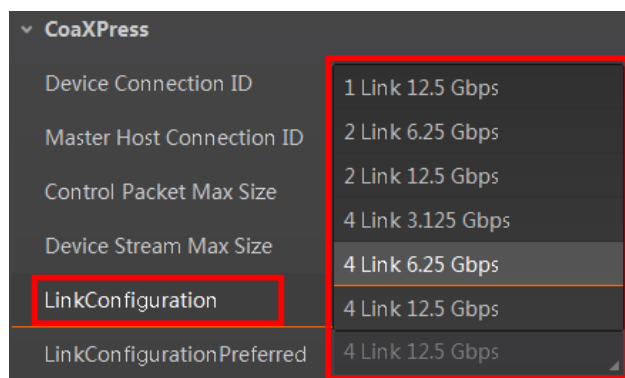 CoaXPress
Device Connection ID
Master Host Connection ID
Control Packet Max Size
Device Stream Max Size
LinkConfiguration
LinkConfigurationPreferred
1 Link 12.5 Gbps
2 Link 6.25 Gbps
2 Link 12.5 Gbps
4 Link 3.125 Gbps
4 Link 6.25 Gbps
4 Link 12.5 Gbps
4 Link 12.5 Gbps